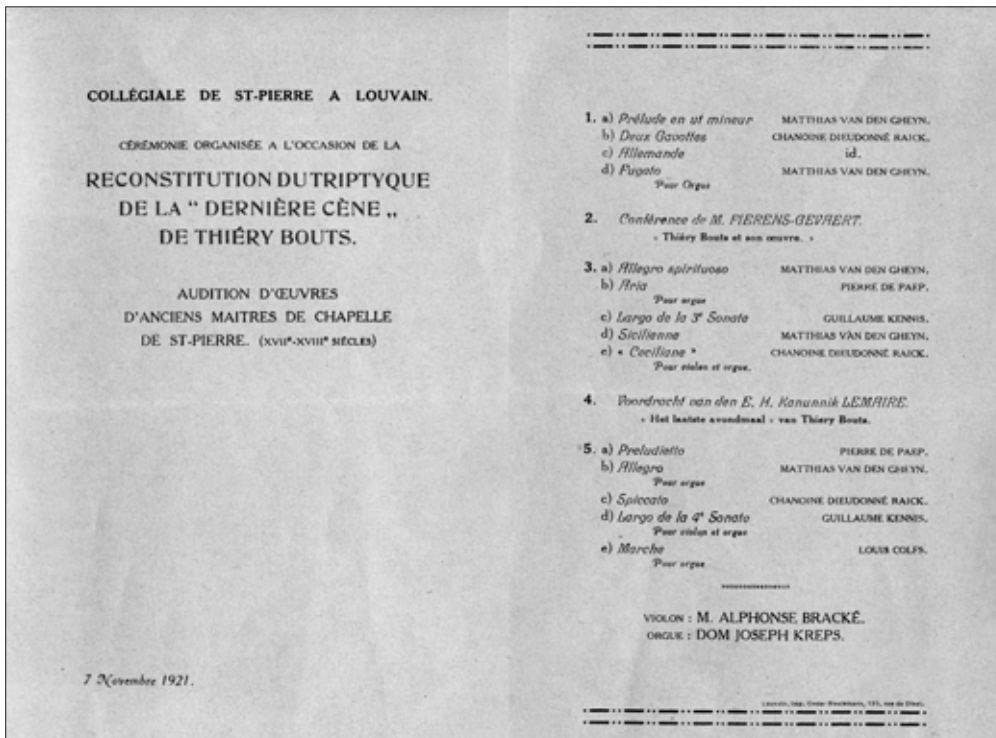 COLLÉGIALE DE ST-PIERRE A LOUVAIN.
CÉRÉMONIE ORGANISÉE A L'OCCASION DE LA
RECONSTITUTION DU TRIPTYQUE
DE LA " DERNIÈRE CÈNE „
DE THIÉRY BOUTS.
AUDITION D'ŒUVRES
D'ANCIENS MAITRES DE CHAPELLE
DE ST-PIERRE. (XVIIe-XVIIIe SIÈCLES)
7 Novembre 1921.
1. a) Prélude en ut mineur MATTHIAS VAN DEN GHEYN.
b) Deux Gavottes CHANOINE DIEUDONNÉ RAICK.
c) Allemande id.
d) Fugato MATTHIAS VAN DEN GHEYN.
Pour Orgue
2. Conférence de M. FIERENS-GEVAERT.
« Thiéry Bouts et son œuvre. »
3. a) Allegro spirituoso MATTHIAS VAN DEN GHEYN.
b) Aria PIERRE DE PAEP.
Pour orgue
c) Largo de la 3e Sonate GUILLAUME KENNIS.
d) Sicilienne MATTHIAS VAN DEN GHEYN.
e) « Coeciliane » CHANOINE DIEUDONNÉ RAICK.
Pour violon et orgue.
4. Voordracht van den E. H. Kanunnik LEMAIRE.
« Het laatste avondmaal » van Thiery Bouts.
5. a) Preludietto PIERRE DE PAEP.
b) Allegro MATTHIAS VAN DEN GHEYN.
Pour orgue
c) Spiccato CHANOINE DIEUDONNÉ RAICK.
d) Largo de la 4e Sonate GUILLAUME KENNIS.
Pour violon et orgue
e) Marche LOUIS COLFS.
Pour orgue
VIOLON : M. ALPHONSE BRACKÉ.
ORGUE : DOM JOSEPH KREPS.
Louvain, Imp.